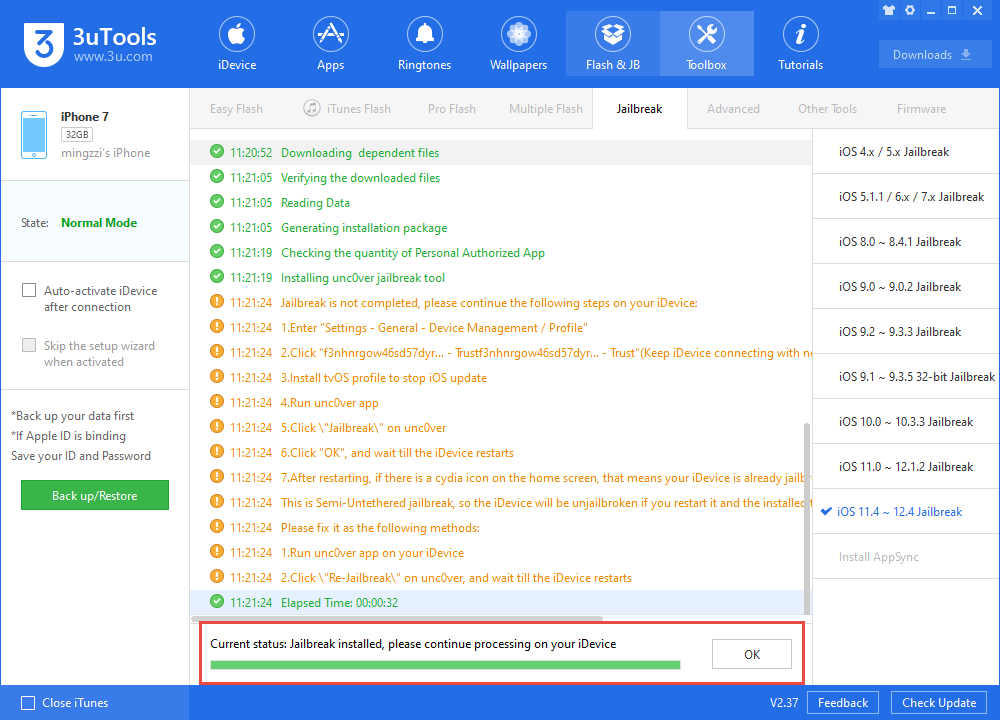 3uTools
www.3u.com
iDevice
Apps
Ringtones
Wallpapers
Flash & JB
Toolbox
Tutorials
Downloads
iPhone 7
32GB
mingzzi's iPhone
State: Normal Mode
Auto-activate iDevice
after connection
Skip the setup wizard
when activated
*Back up your data first
*If Apple ID is binding
Save your ID and Password
Back up/Restore
Easy Flash
iTunes Flash
Pro Flash
Multiple Flash
Jailbreak
Advanced
Other Tools
Firmware
11:20:52 Downloading  dependent files
11:21:05 Verifying the downloaded files
11:21:05 Reading Data
11:21:05 Generating installation package
11:21:19 Checking the quantity of Personal Authorized App
11:21:19 Installing unc0ver jailbreak tool
11:21:24 Jailbreak is not completed, please continue the following steps on your iDevice:
11:21:24 1.Enter "Settings - General - Device Management / Profile"
11:21:24 2.Click "f3nhnrgow46sd57dyr... - Trustf3nhnrgow46sd57dyr... - Trust"(Keep iDevice connecting with
11:21:24 3.Install tvOS profile to stop iOS update
11:21:24 4.Run unc0ver app
11:21:24 5.Click \"Jailbreak\" on unc0ver
11:21:24 6.Click "OK", and wait till the iDevice restarts
11:21:24 7.After restarting, if there is a cydia icon on the home screen, that means your iDevice is already
11:21:24 This is Semi-Untethered jailbreak, so the iDevice will be unjailbroken if you restart it and the installed
11:21:24 Please fix it as the following methods:
11:21:24 1.Run unc0ver app on your iDevice
11:21:24 2.Click \"Re-Jailbreak\" on unc0ver, and wait till the iDevice restarts
11:21:24 Elapsed Time: 00:00:32
Current status: Jailbreak installed, please continue processing on your iDevice
OK
iOS 4.x / 5.x Jailbreak
iOS 5.1.1 / 6.x / 7.x Jailbreak
iOS 8.0 ~ 8.4.1 Jailbreak
iOS 9.0 ~ 9.0.2 Jailbreak
iOS 9.2 ~ 9.3.3 Jailbreak
iOS 9.1 ~ 9.3.5 32-bit Jailbreak
iOS 10.0 ~ 10.3.3 Jailbreak
iOS 11.0 ~ 12.1.2 Jailbreak
iOS 11.4 ~ 12.4 Jailbreak
Install AppSync
Close iTunes
V2.37
Feedback
Check Update